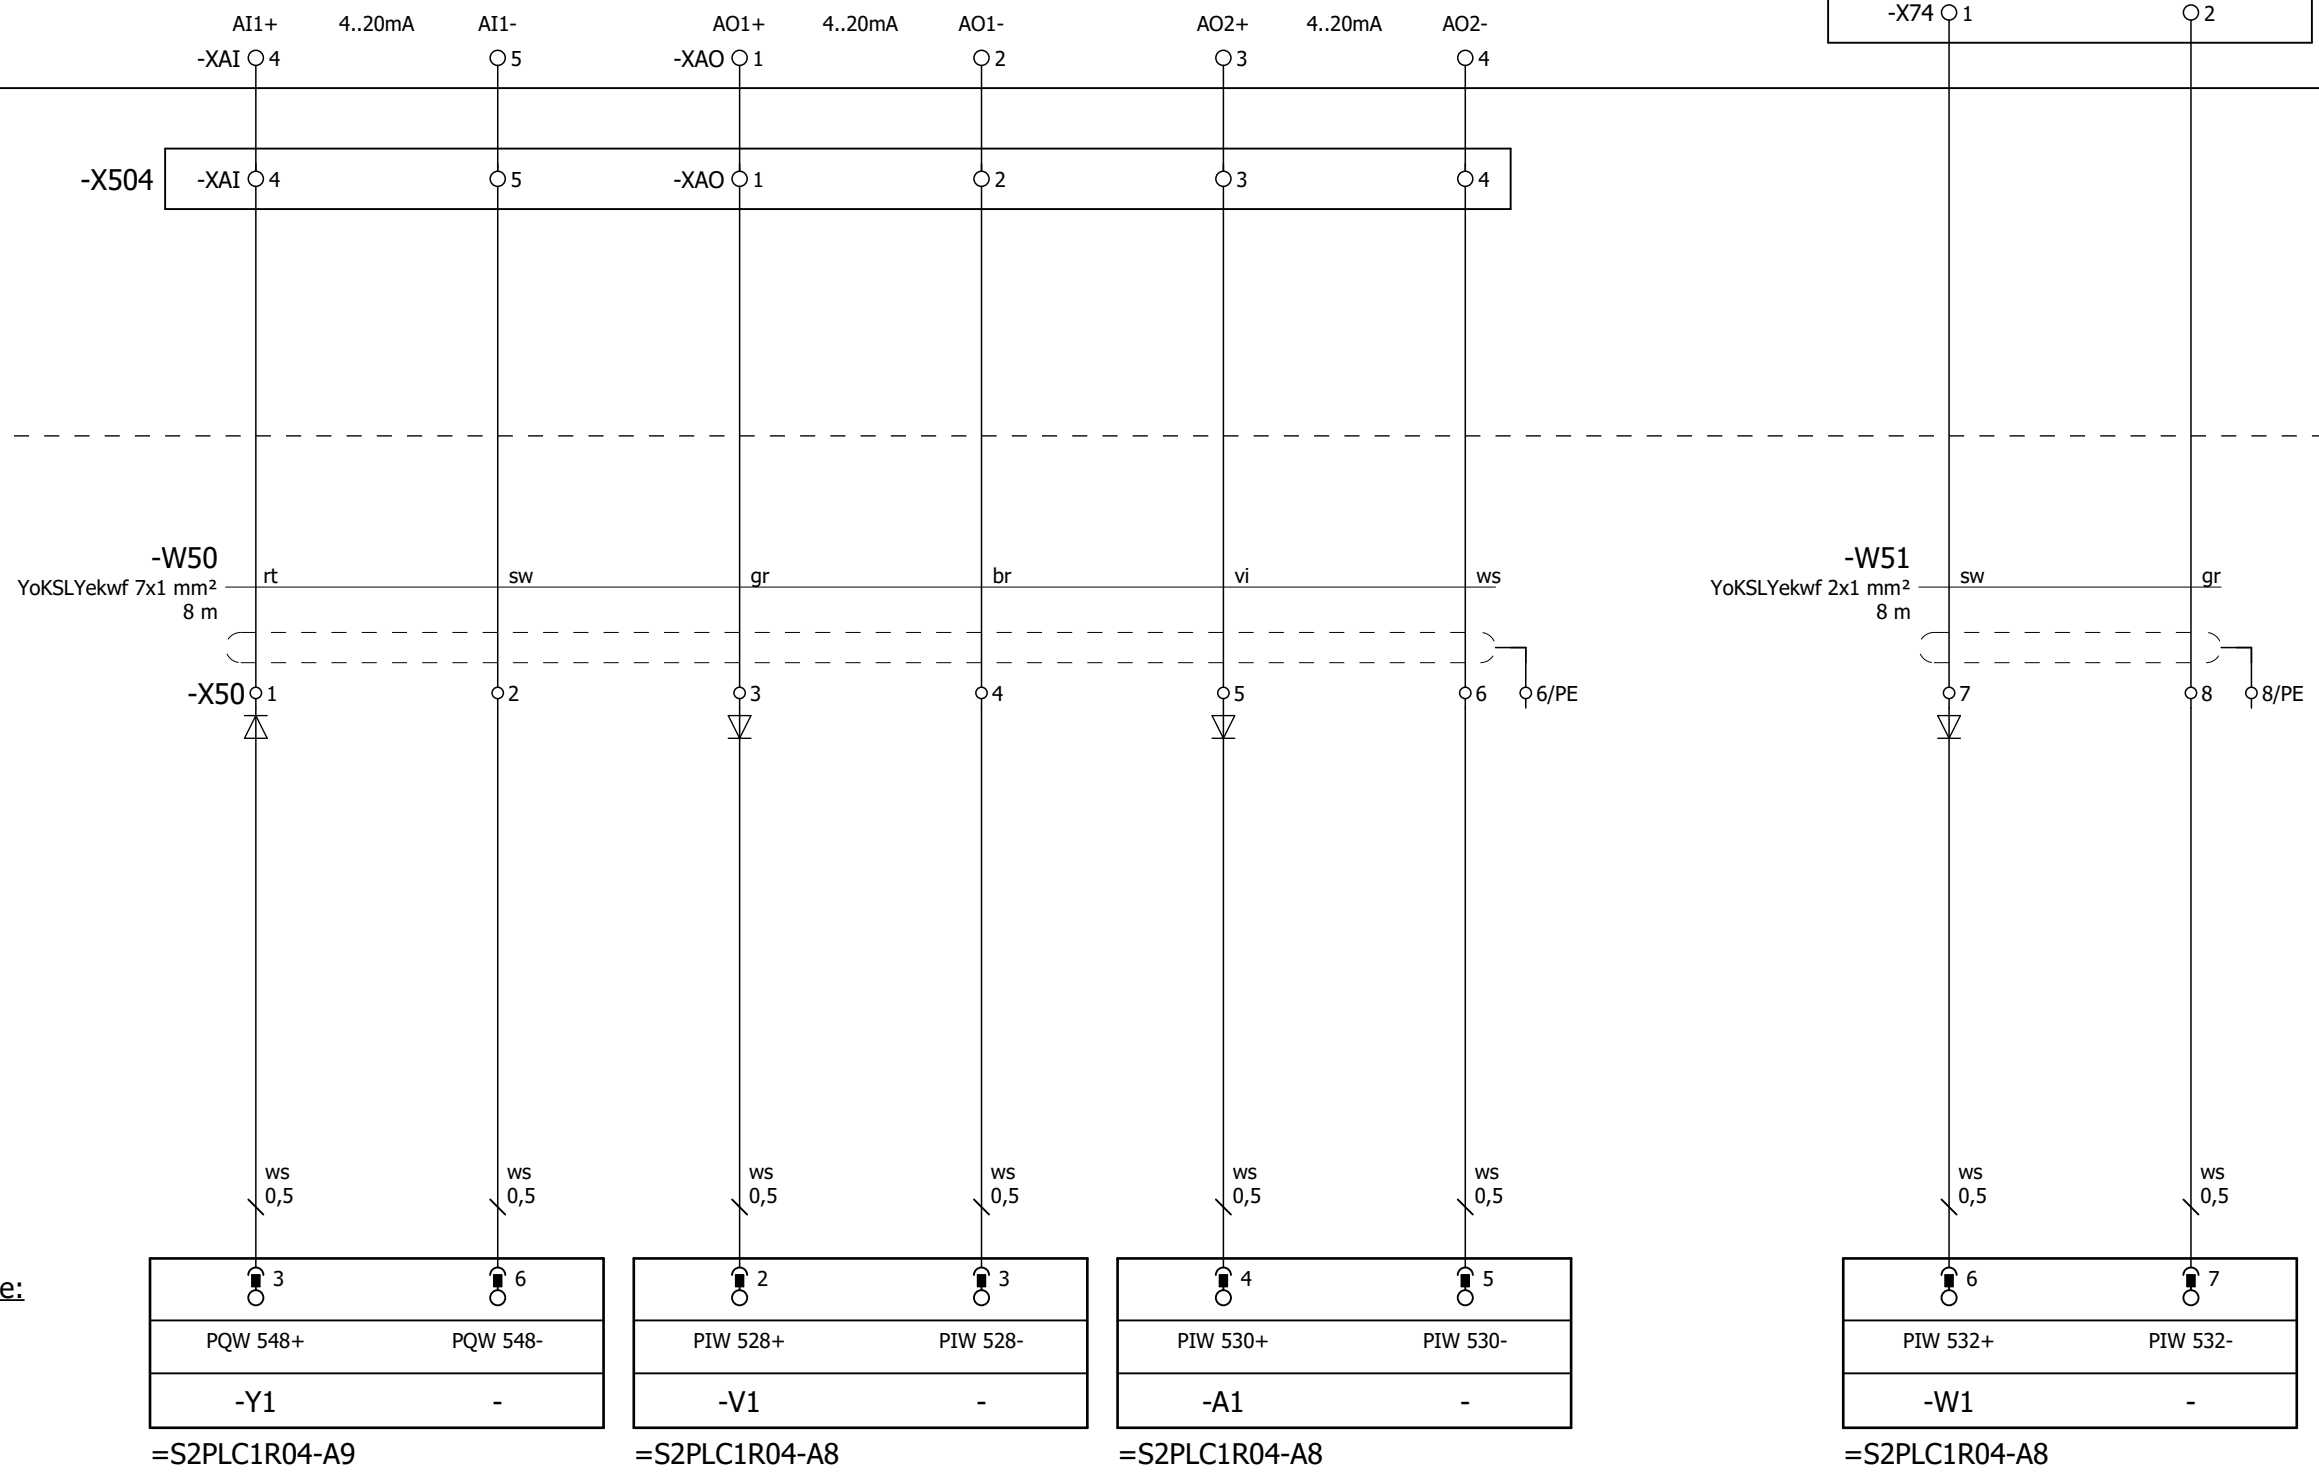 AI1+ 4..20mA AI1- AO1+ 4..20mA AO1- AO2+ 4..20mA AO2- -X74 1 2
-XAI 4 5 -XAO 1 2 3 4
-X504 -XAI 4 5 -XAO 1 2 3 4
-W50 -W51
rt sw gr br vi ws sw gr
YoKSLYekwf 7x1 mm² YoKSLYekwf 2x1 mm²
8 m 8 m
-X50 1 2 3 4 5 6 6/PE 7 8 8/PE
ws ws ws ws ws ws ws ws
0,5 0,5 0,5 0,5 0,5 0,5 0,5 0,5
e: 3 6 2 3 4 5 6 7
PQW 548+ PQW 548- PIW 528+ PIW 528- PIW 530+ PIW 530- PIW 532+ PIW 532-
-Y1 - -V1 - -A1 - -W1 -
=S2PLC1R04-A9 =S2PLC1R04-A8 =S2PLC1R04-A8 =S2PLC1R04-A8